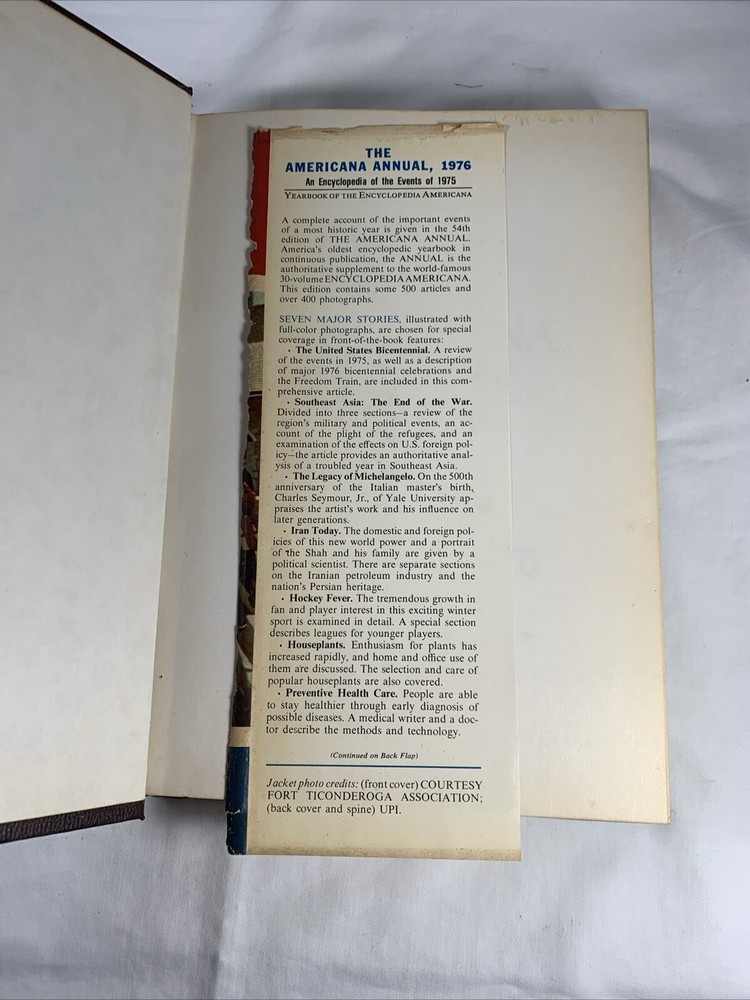 THE
AMERICANA ANNUAL, 1976
An Encyclopedia of the Events of 1975
YEARBOOK OF THE ENCYCLOPEDIA AMERICANA
A complete account of the important events
of a most historic year is given in the 54th
edition of THE AMERICANA ANNUAL.
America's oldest encyclopedic yearbook in
continuous publication, the ANNUAL is the
authoritative supplement to the world-famous
30-volume ENCYCLOPEDIA AMERICANA.
This edition contains some 500 articles and
over 400 photographs.
SEVEN MAJOR STORIES, illustrated with
full-color photographs, are chosen for special
coverage in front-of-the-book features:
· The United States Bicentennial. A review
of the events in 1975, as well as a description
of major 1976 bicentennial celebrations and
the Freedom Train, are included in this com-
prehensive article.
· Southeast Asia: The End of the War.
Divided into three sections—a review of the
region's military and political events, an ac-
count of the plight of the refugees, and an
examination of the effects on U.S. foreign pol-
icy—the article provides an authoritative anal-
ysis of a troubled year in Southeast Asia.
· The Legacy of Michelangelo. On the 500th
anniversary of the Italian master's birth,
Charles Seymour, Jr., of Yale University ap-
praises the artist's work and his influence on
later generations.
· Iran Today. The domestic and foreign pol-
icies of this new world power and a portrait
of the Shah and his family are given by a
political scientist. There are separate sections
on the Iranian petroleum industry and the
nation's Persian heritage.
· Hockey Fever. The tremendous growth in
fan and player interest in this exciting winter
sport is examined in detail. A special section
describes leagues for younger players.
· Houseplants. Enthusiasm for plants has
increased rapidly, and home and office use of
them are discussed. The selection and care of
popular houseplants are also covered.
· Preventive Health Care. People are able
to stay healthier through early diagnosis of
possible diseases. A medical writer and a doc-
tor describe the methods and technology.
(Continued on Back Flap)
Jacket photo credits: (front cover) COURTESY
FORT TICONDEROGA ASSOCIATION;
(back cover and spine) UPI.